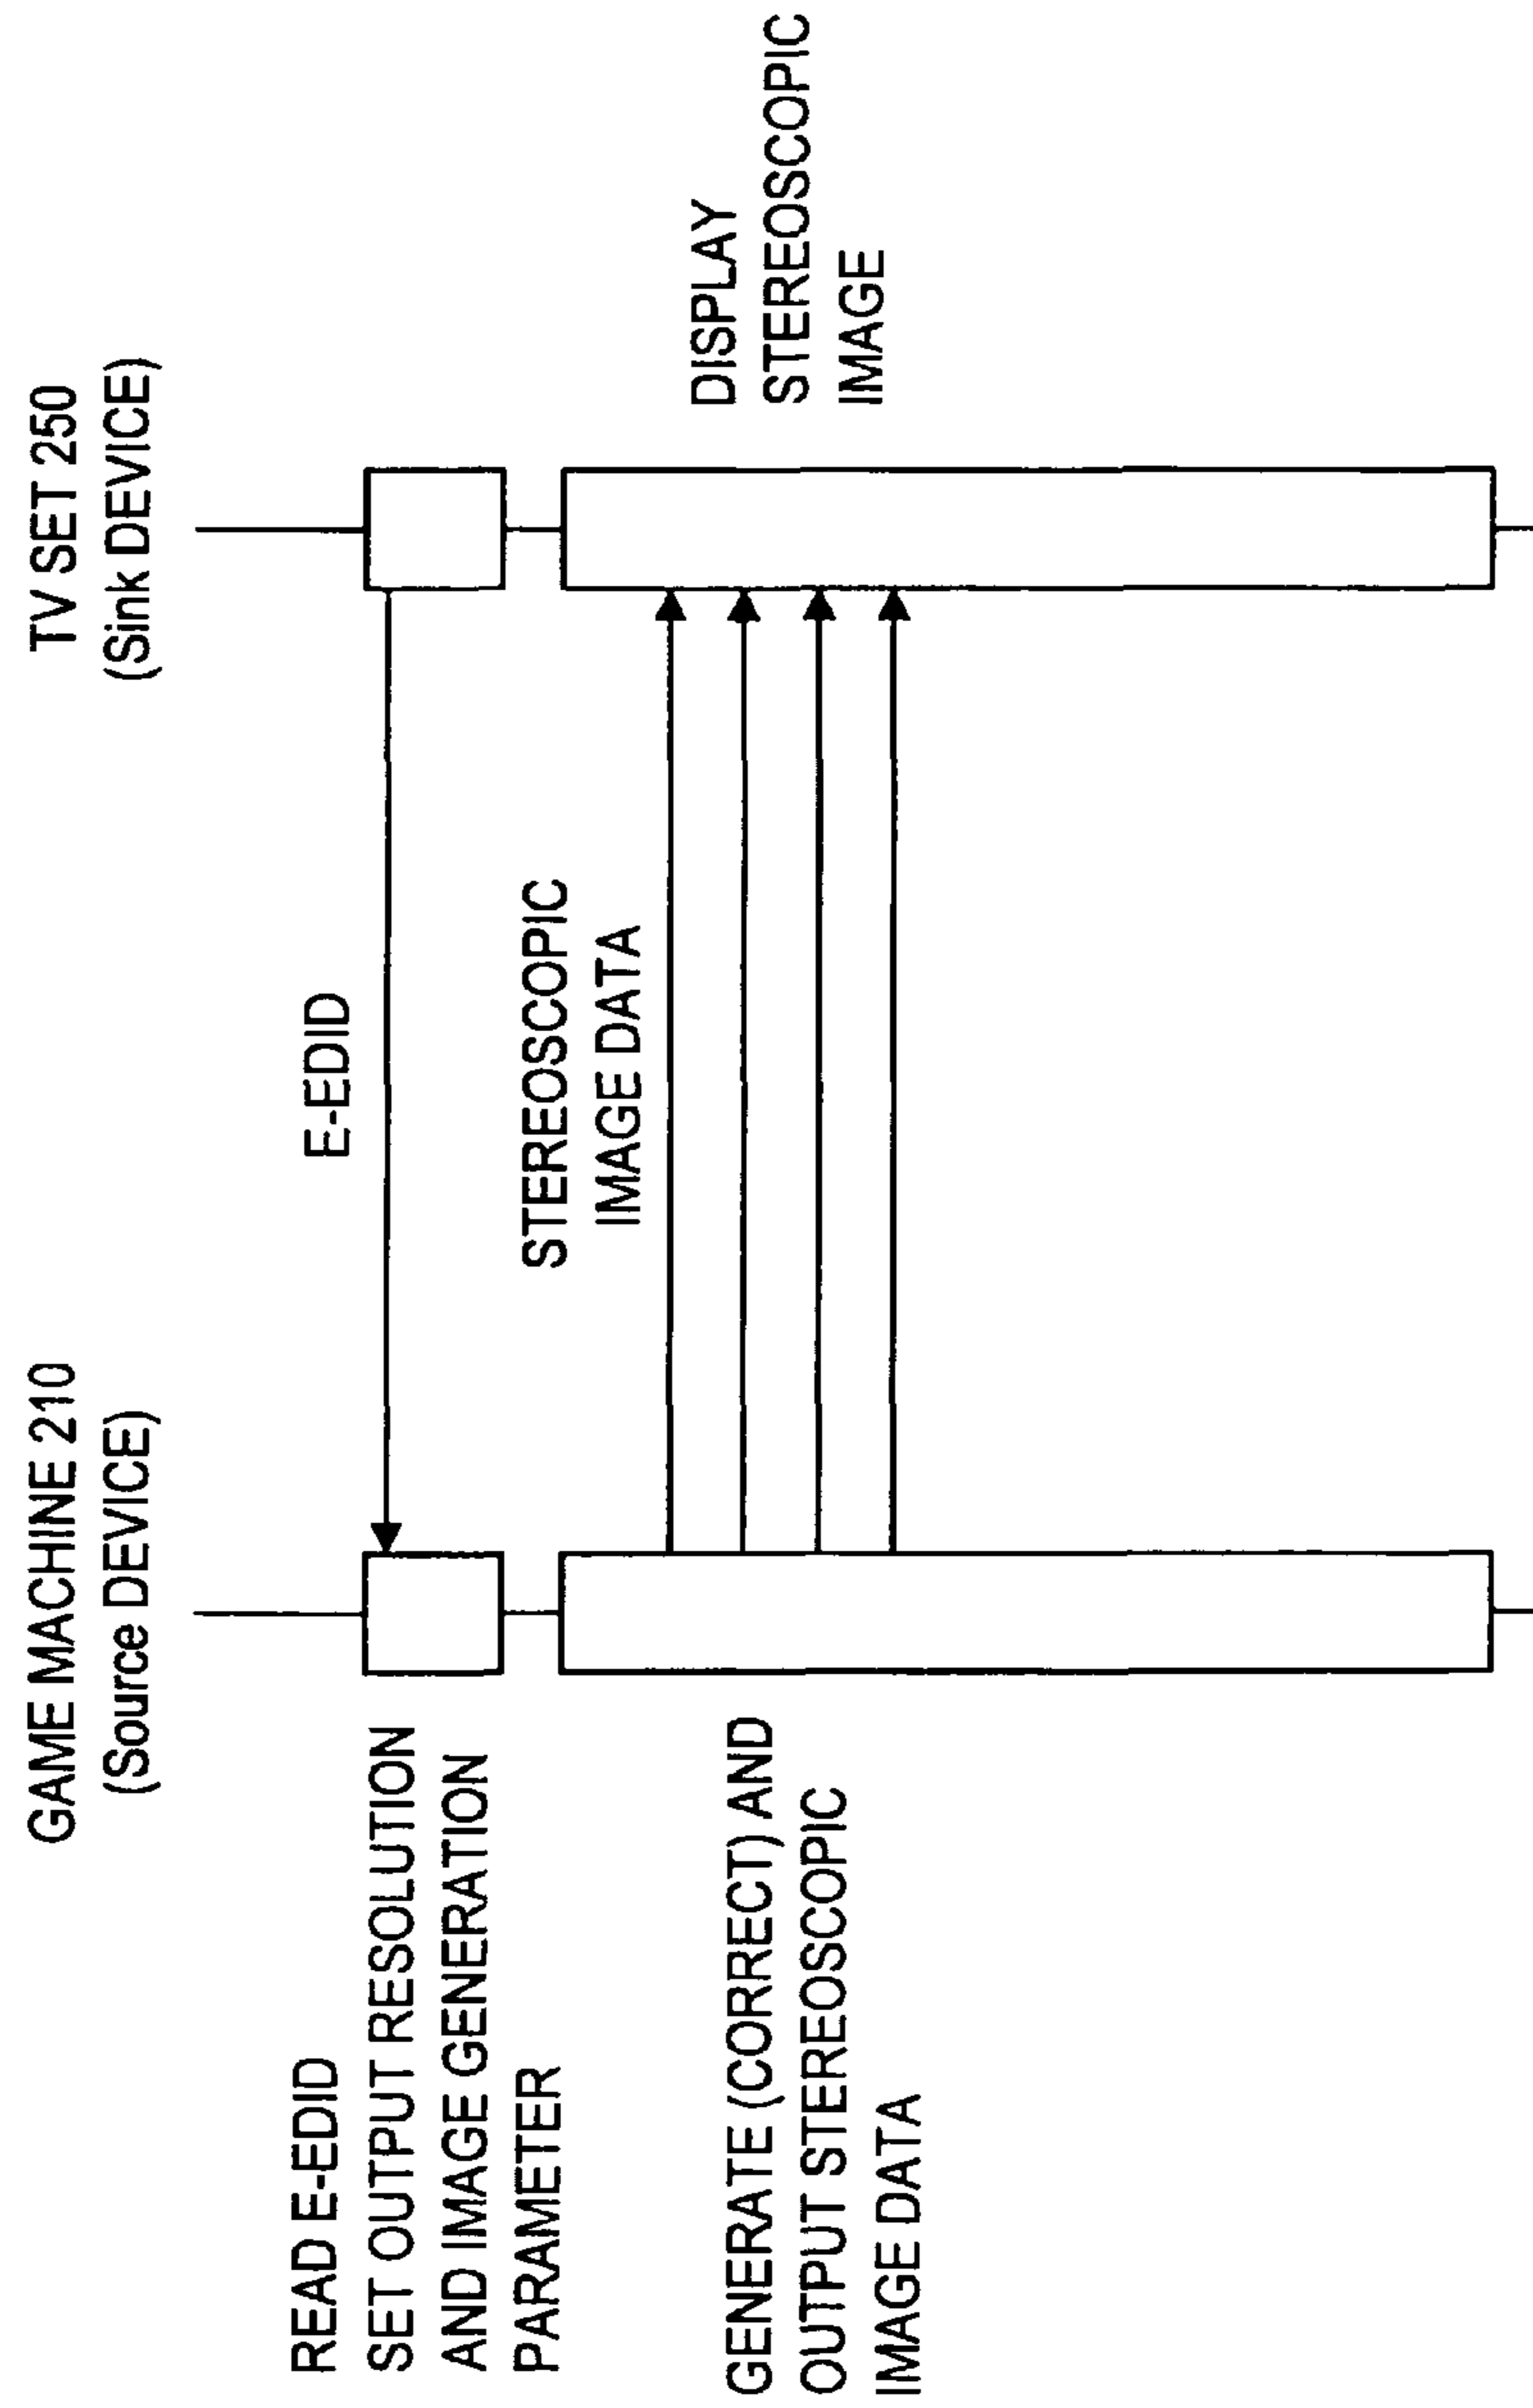 GAME MACHINE 210
(Source DEVICE)
TV SET 250
(Sink DEVICE)
READ E-EDID
SET OUTPUT RESOLUTION
AND IMAGE GENERATION
PARAMETER
E-EDID
STEREOSCOPIC
IMAGE DATA
GENERATE (CORRECT) AND
OUTPUT STEREOSCOPIC
IMAGE DATA
DISPLAY
STEREOSCOPIC
IMAGE